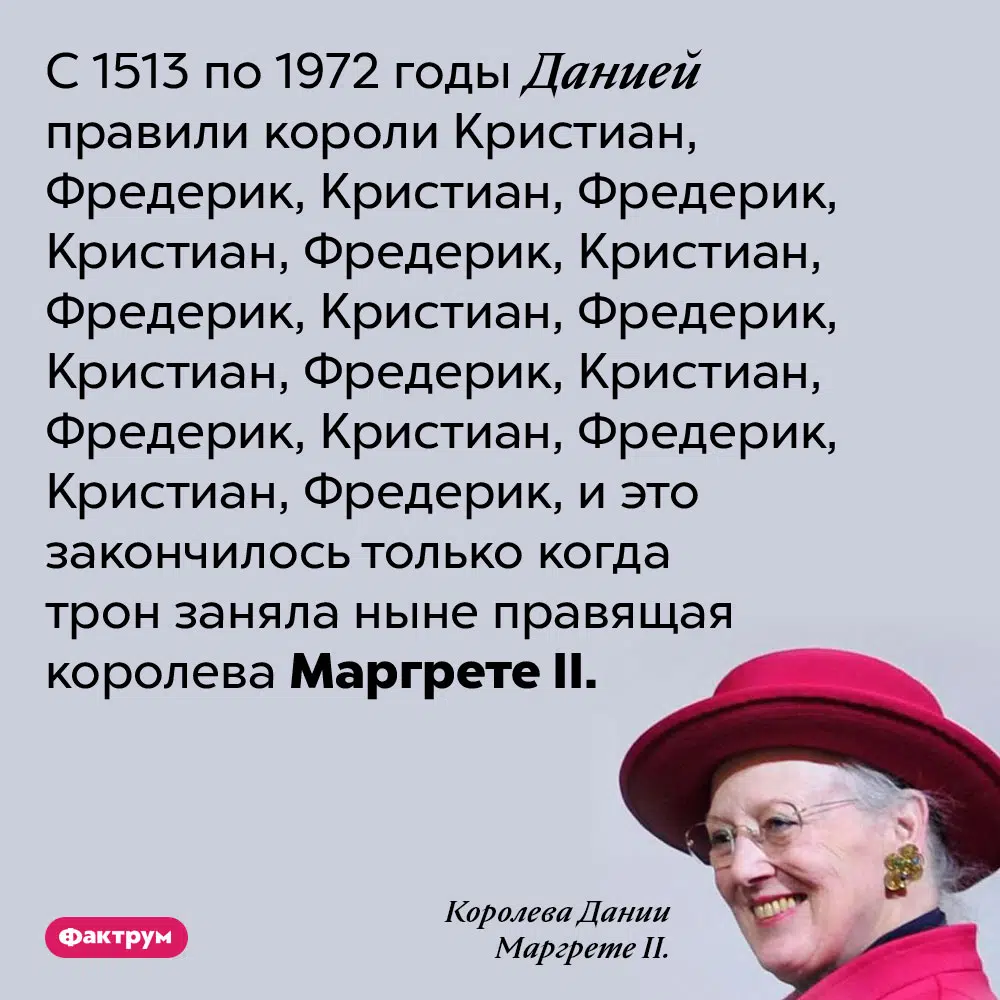 С 1513 по 1972 годы Данией
правили короли Кристиан,
Фредерик, Кристиан, Фредерик,
Кристиан, Фредерик, Кристиан,
Фредерик, Кристиан, Фредерик,
Кристиан, Фредерик, Кристиан,
Фредерик, Кристиан, Фредерик,
Кристиан, Фредерик, и это
закончилось только когда
трон заняла ныне правящая
королева Маргрете II.
Королева Дании
Маргрете II.
Фактрум